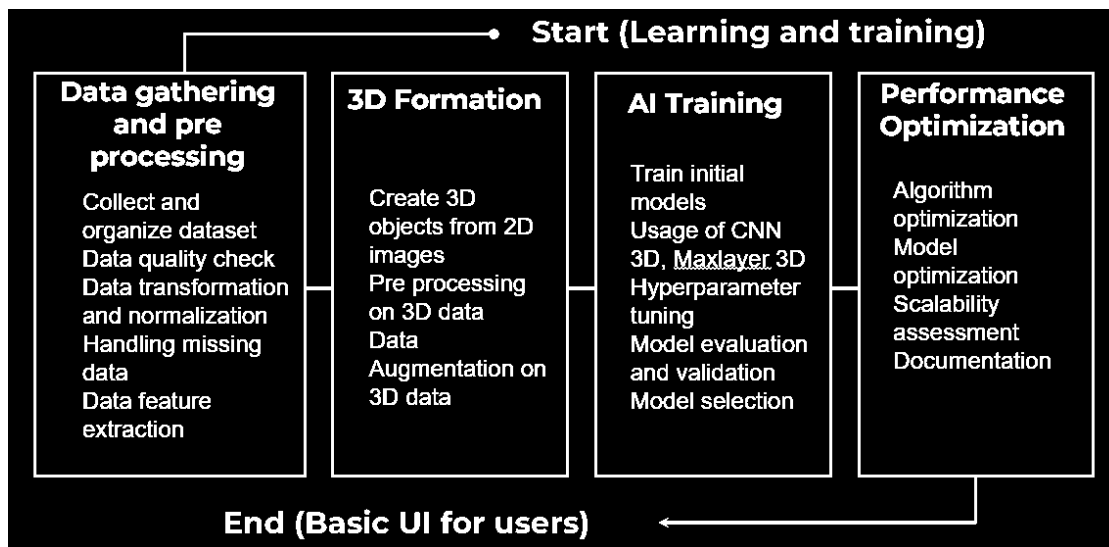 Start (Learning and training)
Data gathering
and pre
processing
Collect and
organize dataset
Data quality check
Data transformation
and normalization
Handling missing
data
Data feature
extraction
3D Formation
Create 3D
objects from 2D
images
Pre processing
on 3D data
Data
Augmentation on
3D data
AI Training
Train initial
models
Usage of CNN
3D, Maxlayer 3D
Hyperparameter
tuning
Model evaluation
and validation
Model selection
Performance
Optimization
Algorithm
optimization
Model
optimization
Scalability
assessment
Documentation
End (Basic UI for users)